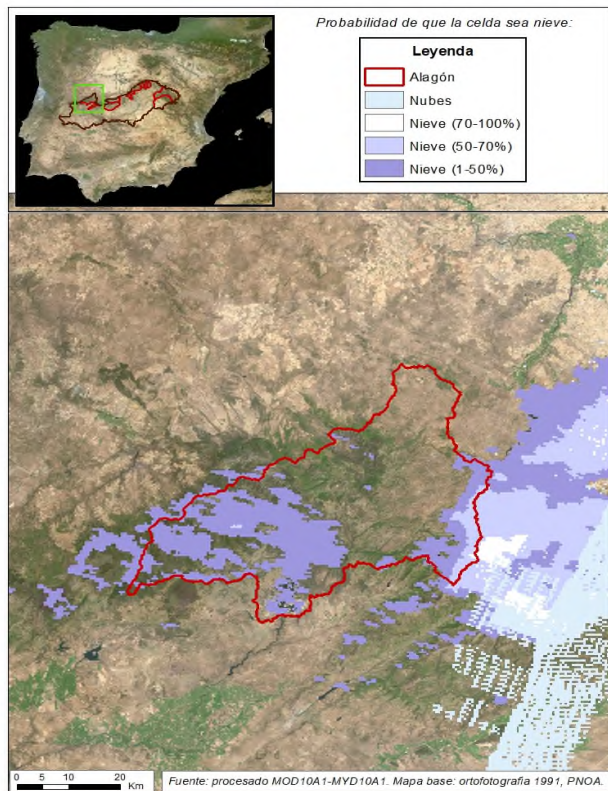 Probabilidad de que la celda sea nieve:
Leyenda
Alagón
Nubes
Nieve (70-100%)
Nieve (50-70%)
Nieve (1-50%)
0 5 10 20
Km
Fuente: procesado MOD10A1-MYD10A1. Mapa base: ortofotografia 1991, PNOA.